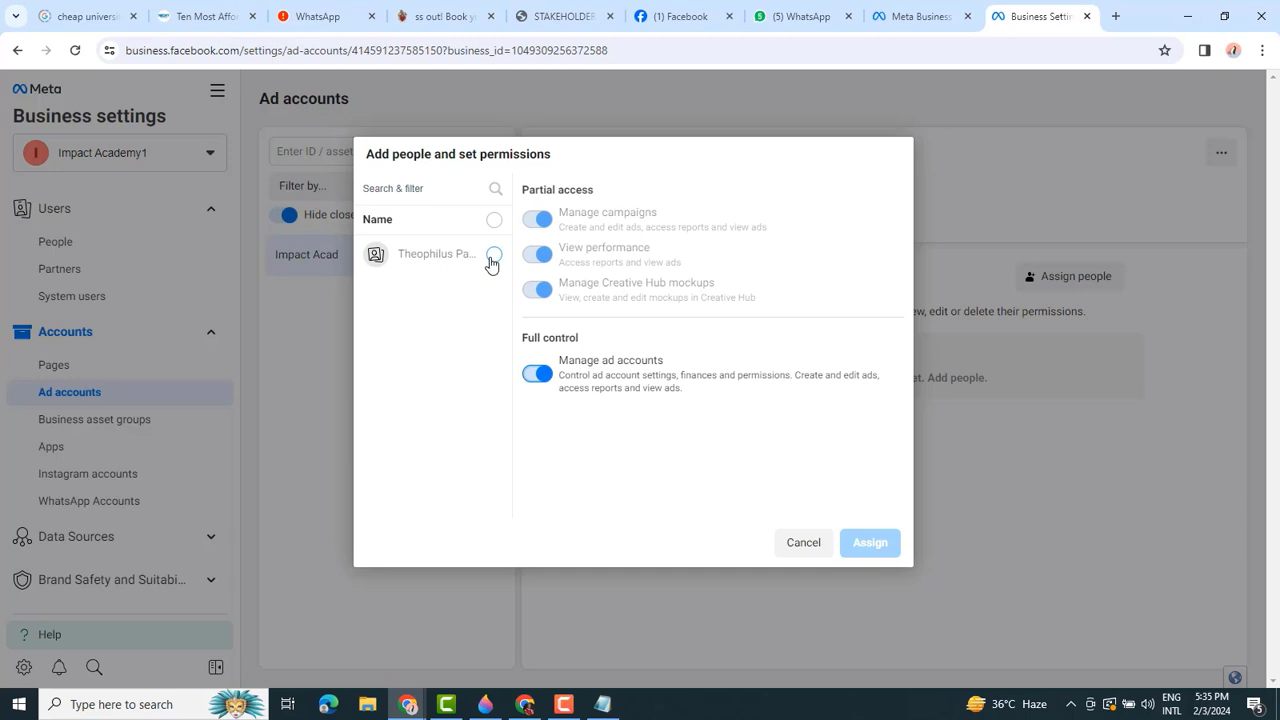 cheap universe
Ten Most Affor
WhatsApp
ss out! Book y
STAKEHOLDER
(1) Facebook
(5) WhatsApp
Meta Business
Business Settin
business.facebook.com/settings/ad-accounts/414591237585150?business_id=1049309256372588
Meta
Business settings
I Impact Academy1
Users
People
Partners
System users
Accounts
Pages
Ad accounts
Business asset groups
Apps
Instagram accounts
WhatsApp Accounts
Data Sources
Brand Safety and Suitabi...
? Help
Ad accounts
Enter ID / asset
Filter by...
Hide close
Impact Acad
Assign people
ew, edit or delete their permissions.
et. Add people.
Add people and set permissions
Search & filter
Name
Theophilus Pa...
Partial access
Manage campaigns
Create and edit ads, access reports and view ads
View performance
Access reports and view ads
Manage Creative Hub mockups
View, create and edit mockups in Creative Hub
Full control
Manage ad accounts
Control ad account settings, finances and permissions. Create and edit ads,
access reports and view ads.
Cancel
Assign
Type here to search
36°C Haze
ENG
INTL
5:35 PM
2/3/2024
5